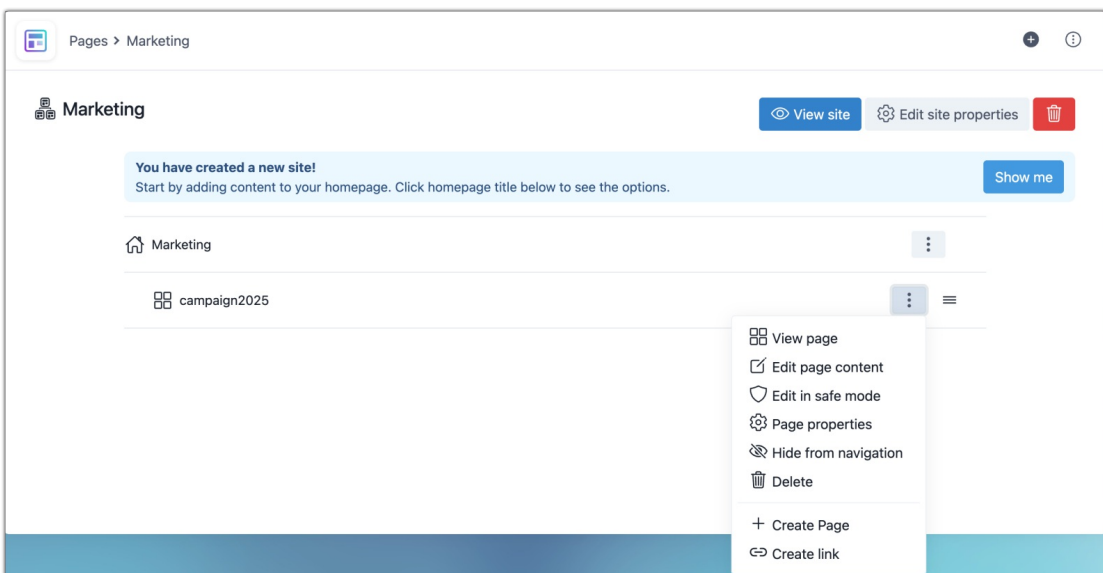 Pages > Marketing
Marketing
View site
Edit site properties
You have created a new site!
Start by adding content to your homepage. Click homepage title below to see the options.
Show me
Marketing
campaign2025
View page
Edit page content
Edit in safe mode
Page properties
Hide from navigation
Delete
Create Page
Create link